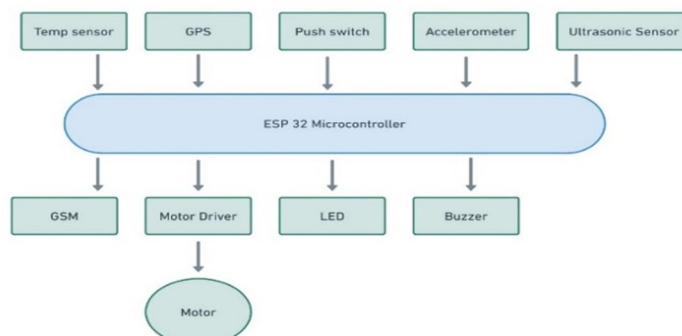 Temp sensor
GPS
Push switch
Accelerometer
Ultrasonic Sensor
ESP 32 Microcontroller
GSM
Motor Driver
LED
Buzzer
Motor